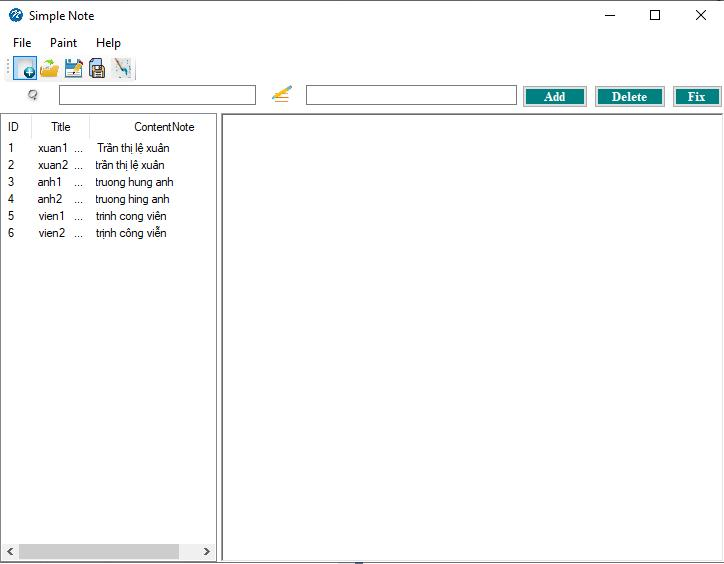 Simple Note
File Paint Help
Add Delete Fix
ID Title ContentNote
1 xuan1 ... Trần thị lệ xuân
2 xuan2 ... trần thị lệ xuân
3 anh1 ... truong hung anh
4 anh2 ... truong hing anh
5 vien1 ... trinh cong viên
6 vien2 ... trịnh công viễn